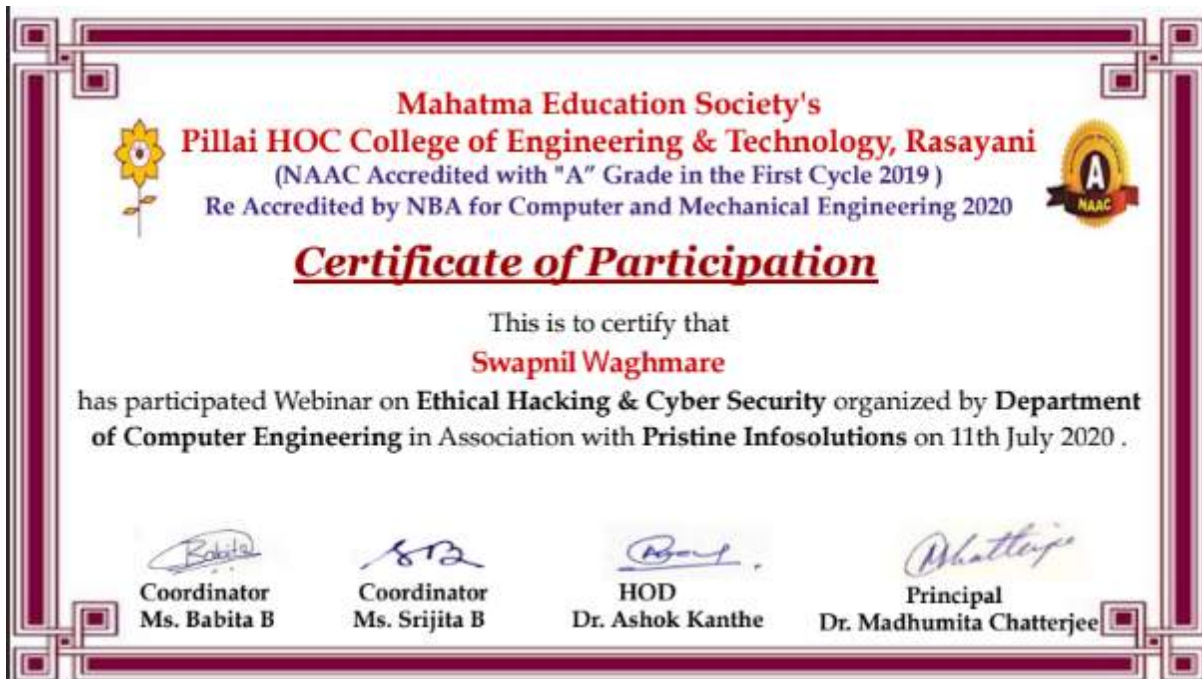 Mahatma Education Society's
Pillai HOC College of Engineering & Technology, Rasayani
(NAAC Accredited with "A" Grade in the First Cycle 2019 )
Re Accredited by NBA for Computer and Mechanical Engineering 2020
A
NAAC
Certificate of Participation
This is to certify that
Swapnil Waghmare
has participated Webinar on Ethical Hacking & Cyber Security organized by Department
of Computer Engineering in Association with Pristine Infosolutions on 11th July 2020 .
Babita
Coordinator
Ms. Babita B
SB
Coordinator
Ms. Srijita B
HOD
Dr. Ashok Kanthe
MChatterjee
Principal
Dr. Madhumita Chatterjee